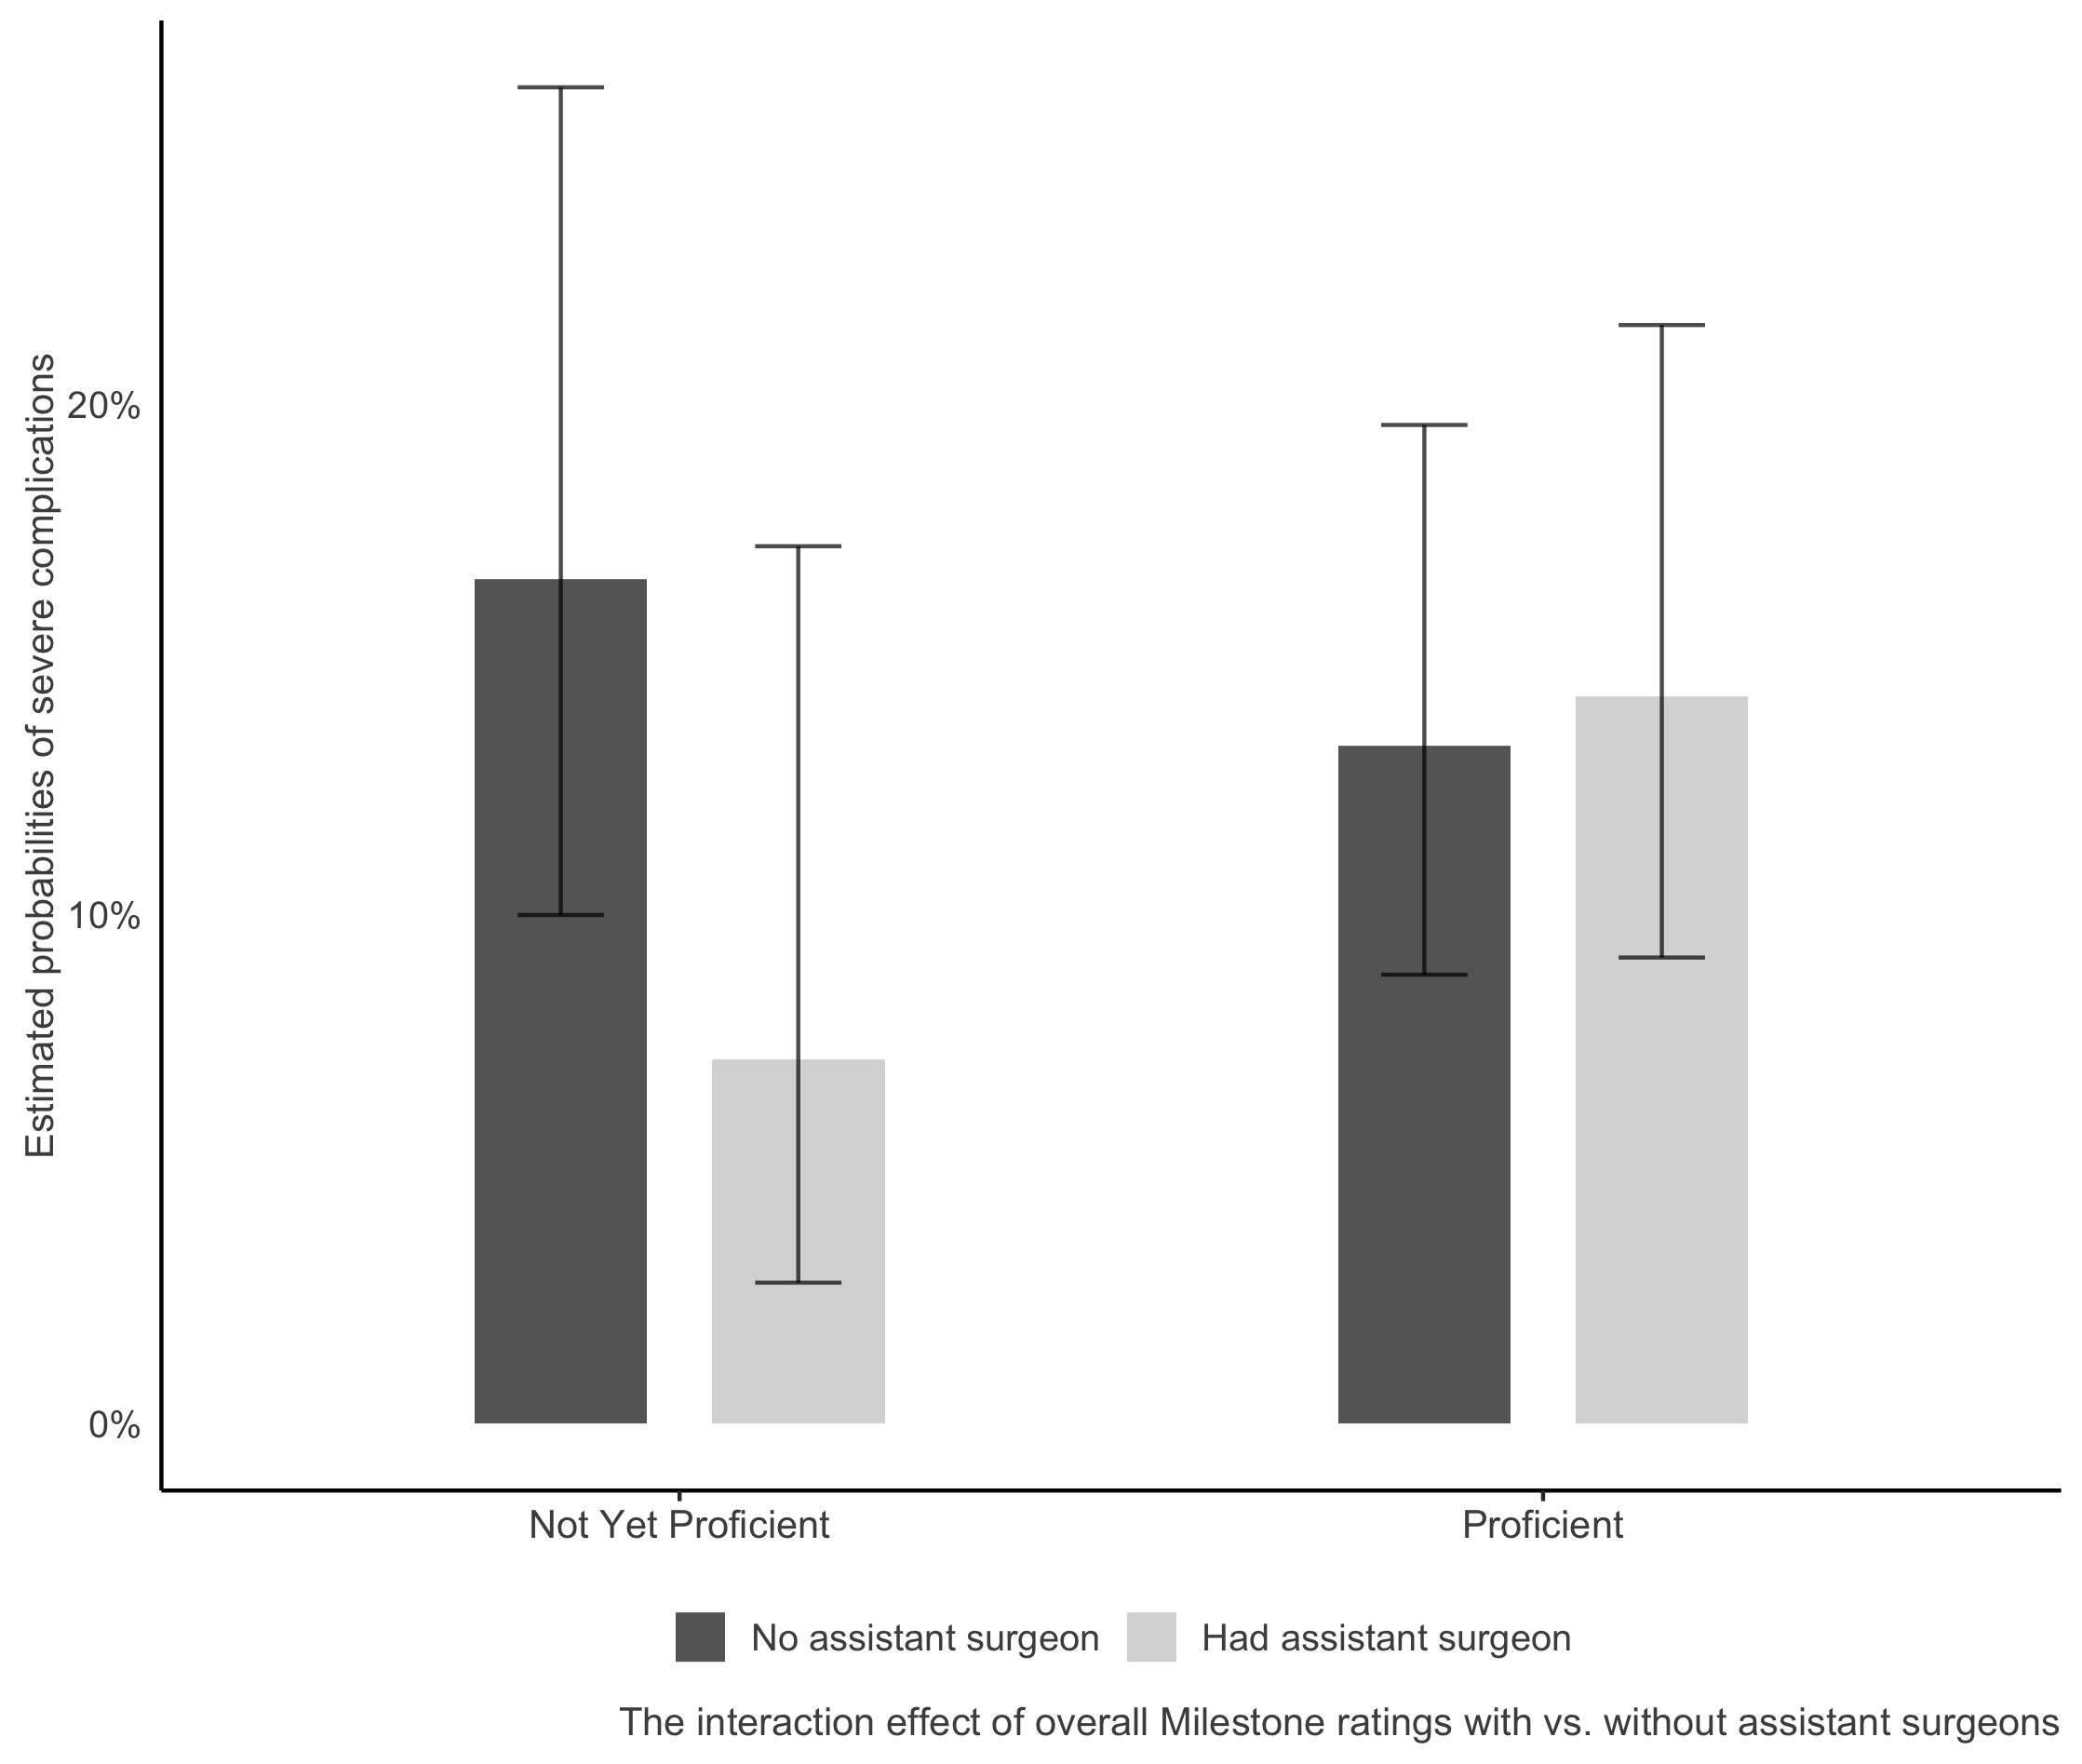 Estimated probabilities of severe complications
20%
10%
0%
Not Yet Proficient
Proficient
No assistant surgeon
Had assistant surgeon
The interaction effect of overall Milestone ratings with vs. without assistant surgeons